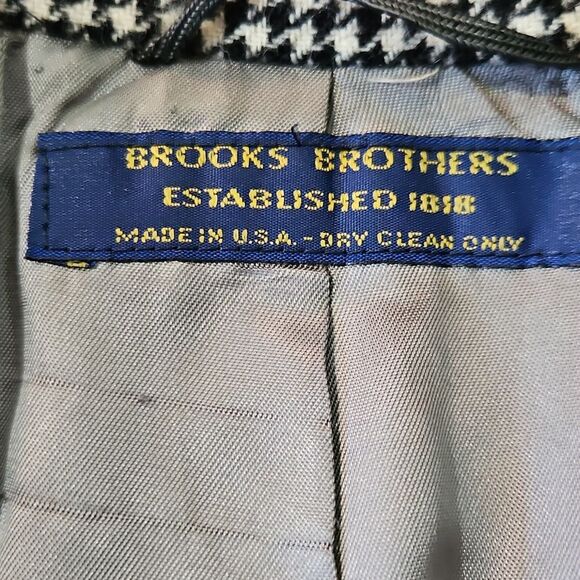 BROOKS BROTHERS
ESTABLISHED 1818
MADE IN U.S.A. - DRY CLEAN ONLY